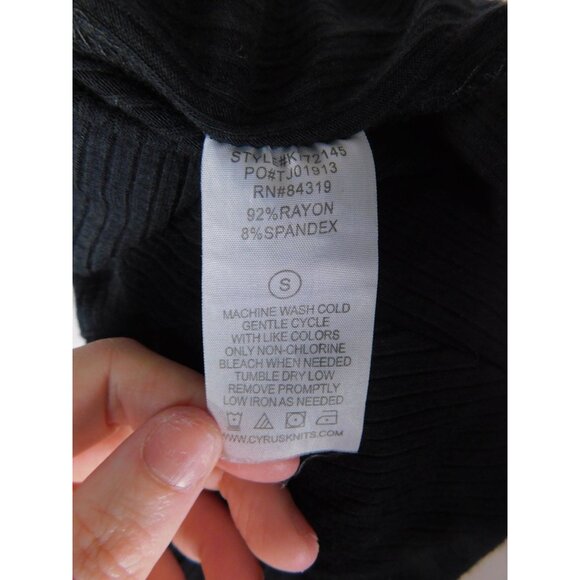 STYLE#KI72145
PO#TJ01913
RN#84319
92%RAYON
8%SPANDEX
S
MACHINE WASH COLD
GENTLE CYCLE
WITH LIKE COLORS
ONLY NON-CHLORINE
BLEACH WHEN NEEDED
TUMBLE DRY LOW
REMOVE PROMPTLY
LOW IRON AS NEEDED
WWW.CYRUSKNITS.COM